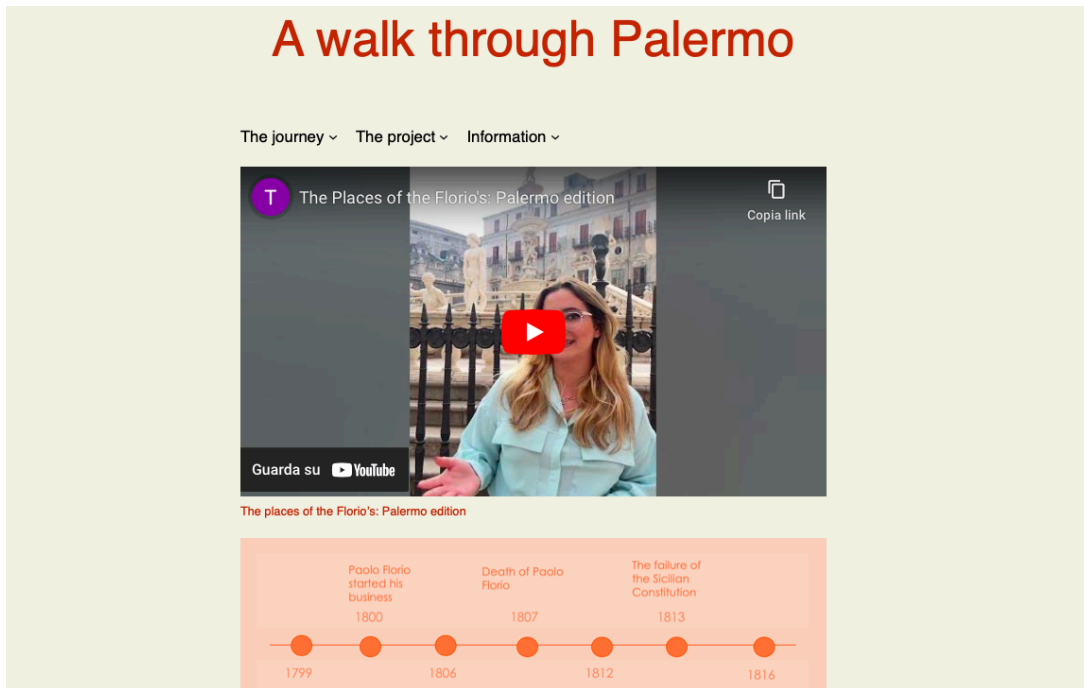 A walk through Palermo
The journey The project Information
T The Places of the Florio's: Palermo edition
Copia link
Guarda su YouTube
The places of the Florio's: Palermo edition
Paolo Florio
started his
business
1800
Death of Paolo
Florio
1807
The failure of
the Sicilian
Constitution
1813
1799 1806 1812 1816